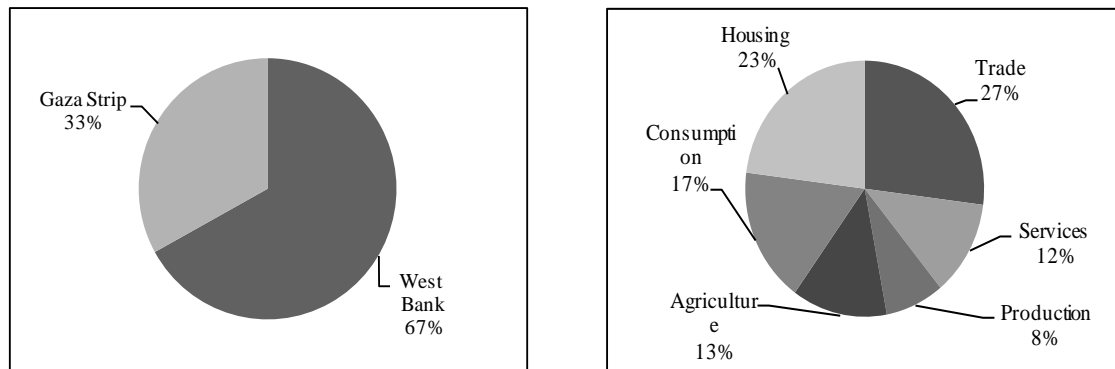 Gaza Strip
33%
West
Bank
67%
Housing
23%
Trade
27%
Consumpti
on
17%
Services
12%
Agricultur
e
13%
Production
8%